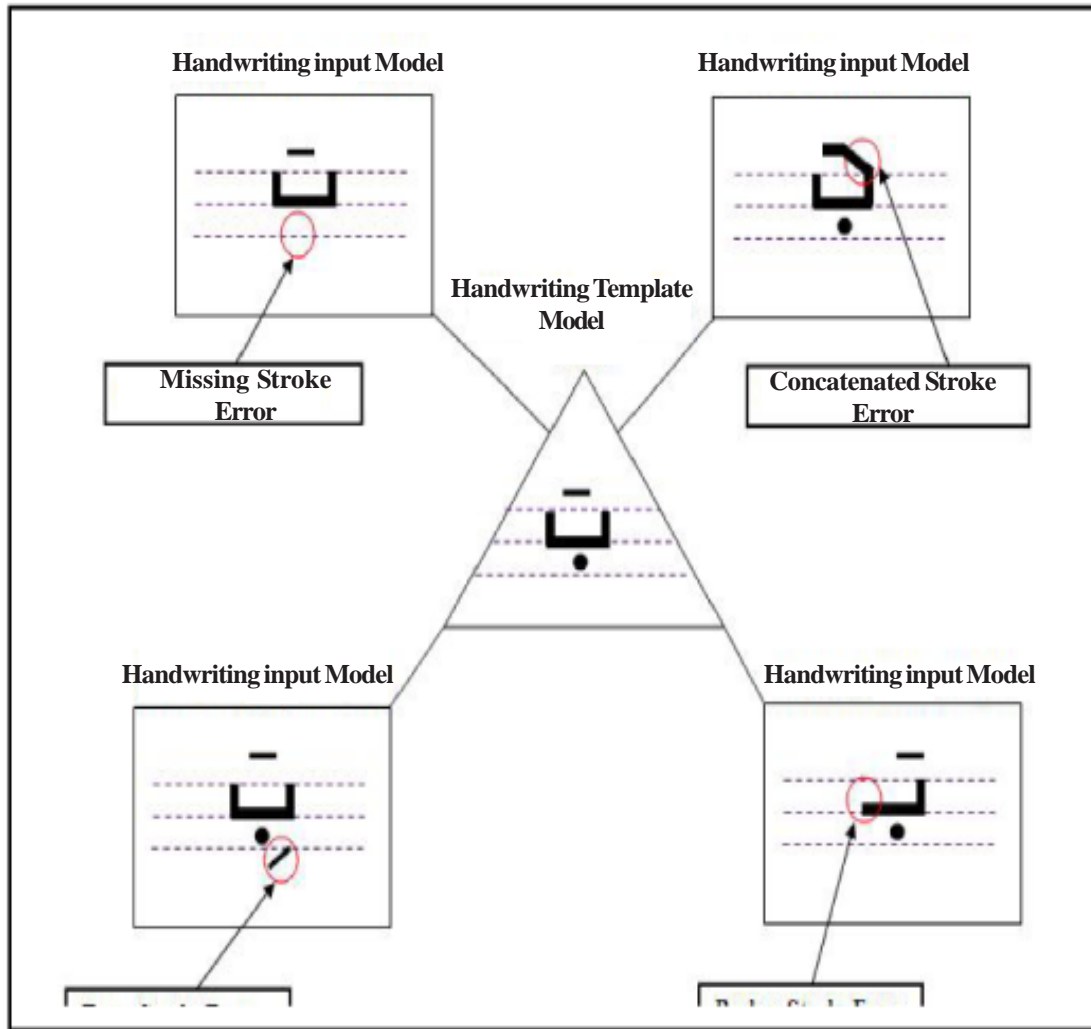 Handwriting input Model
Handwriting input Model
Missing Stroke
Error
Concatenated Stroke
Error
Handwriting Template
Model
Handwriting input Model
Handwriting input Model